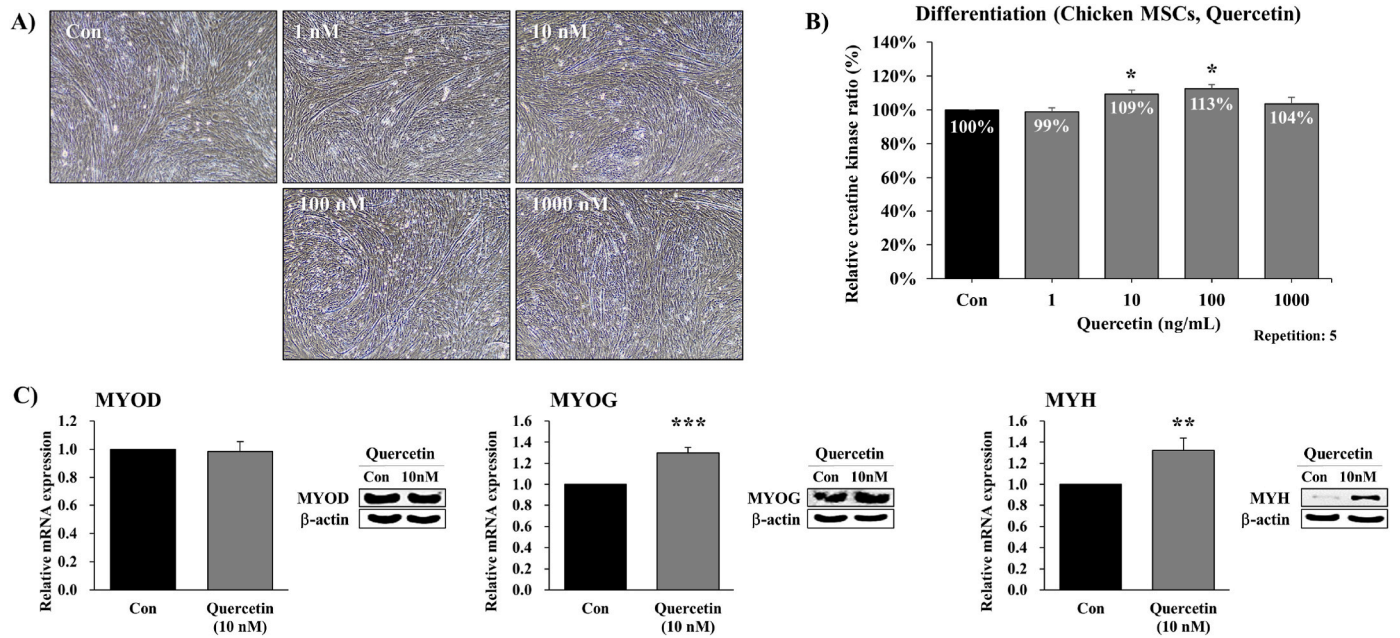 A)
Con
1 nM
10 nM
100 nM
1000 nM
B)
Differentiation (Chicken MSCs, Quercetin)
Relative creatine kinase ratio (%)
140%
120%
100%
80%
60%
40%
20%
0%
* *
100% 99% 109% 113% 104%
Con 1 10 100 1000
Quercetin (ng/mL)
Repetition: 5
C)
MYOD
Relative mRNA expression
1.2
1.0
0.8
0.6
0.4
0.2
0.0
Con Quercetin
(10 nM)
Quercetin
Con 10nM
MYOD
β-actin
MYOG
Relative mRNA expression
1.6
1.4
1.2
1.0
0.8
0.6
0.4
0.2
0.0
***
Con Quercetin
(10 nM)
Quercetin
Con 10nM
MYOG
β-actin
MYH
Relative mRNA expression
1.6
1.4
1.2
1.0
0.8
0.6
0.4
0.2
0.0
**
Con Quercetin
(10 nM)
Quercetin
Con 10nM
MYH
β-actin